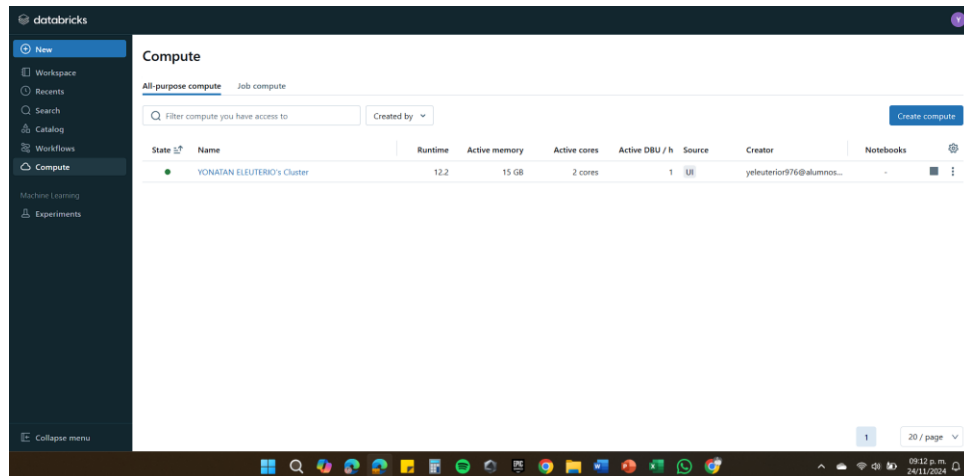 databricks
Y
New
Workspace
Recents
Search
Catalog
Workflows
Compute
Machine Learning
Experiments
Collapse menu
Compute
All-purpose compute Job compute
Filter compute you have access to Created by Create compute
State Name Runtime Active memory Active cores Active DBU / h Source Creator Notebooks
YONATAN ELEUTERIO's Cluster 12.2 15 GB 2 cores 1 UI yeleuterior976@alumnos... -
1 20 / page
09:12 p. m.
24/11/2024